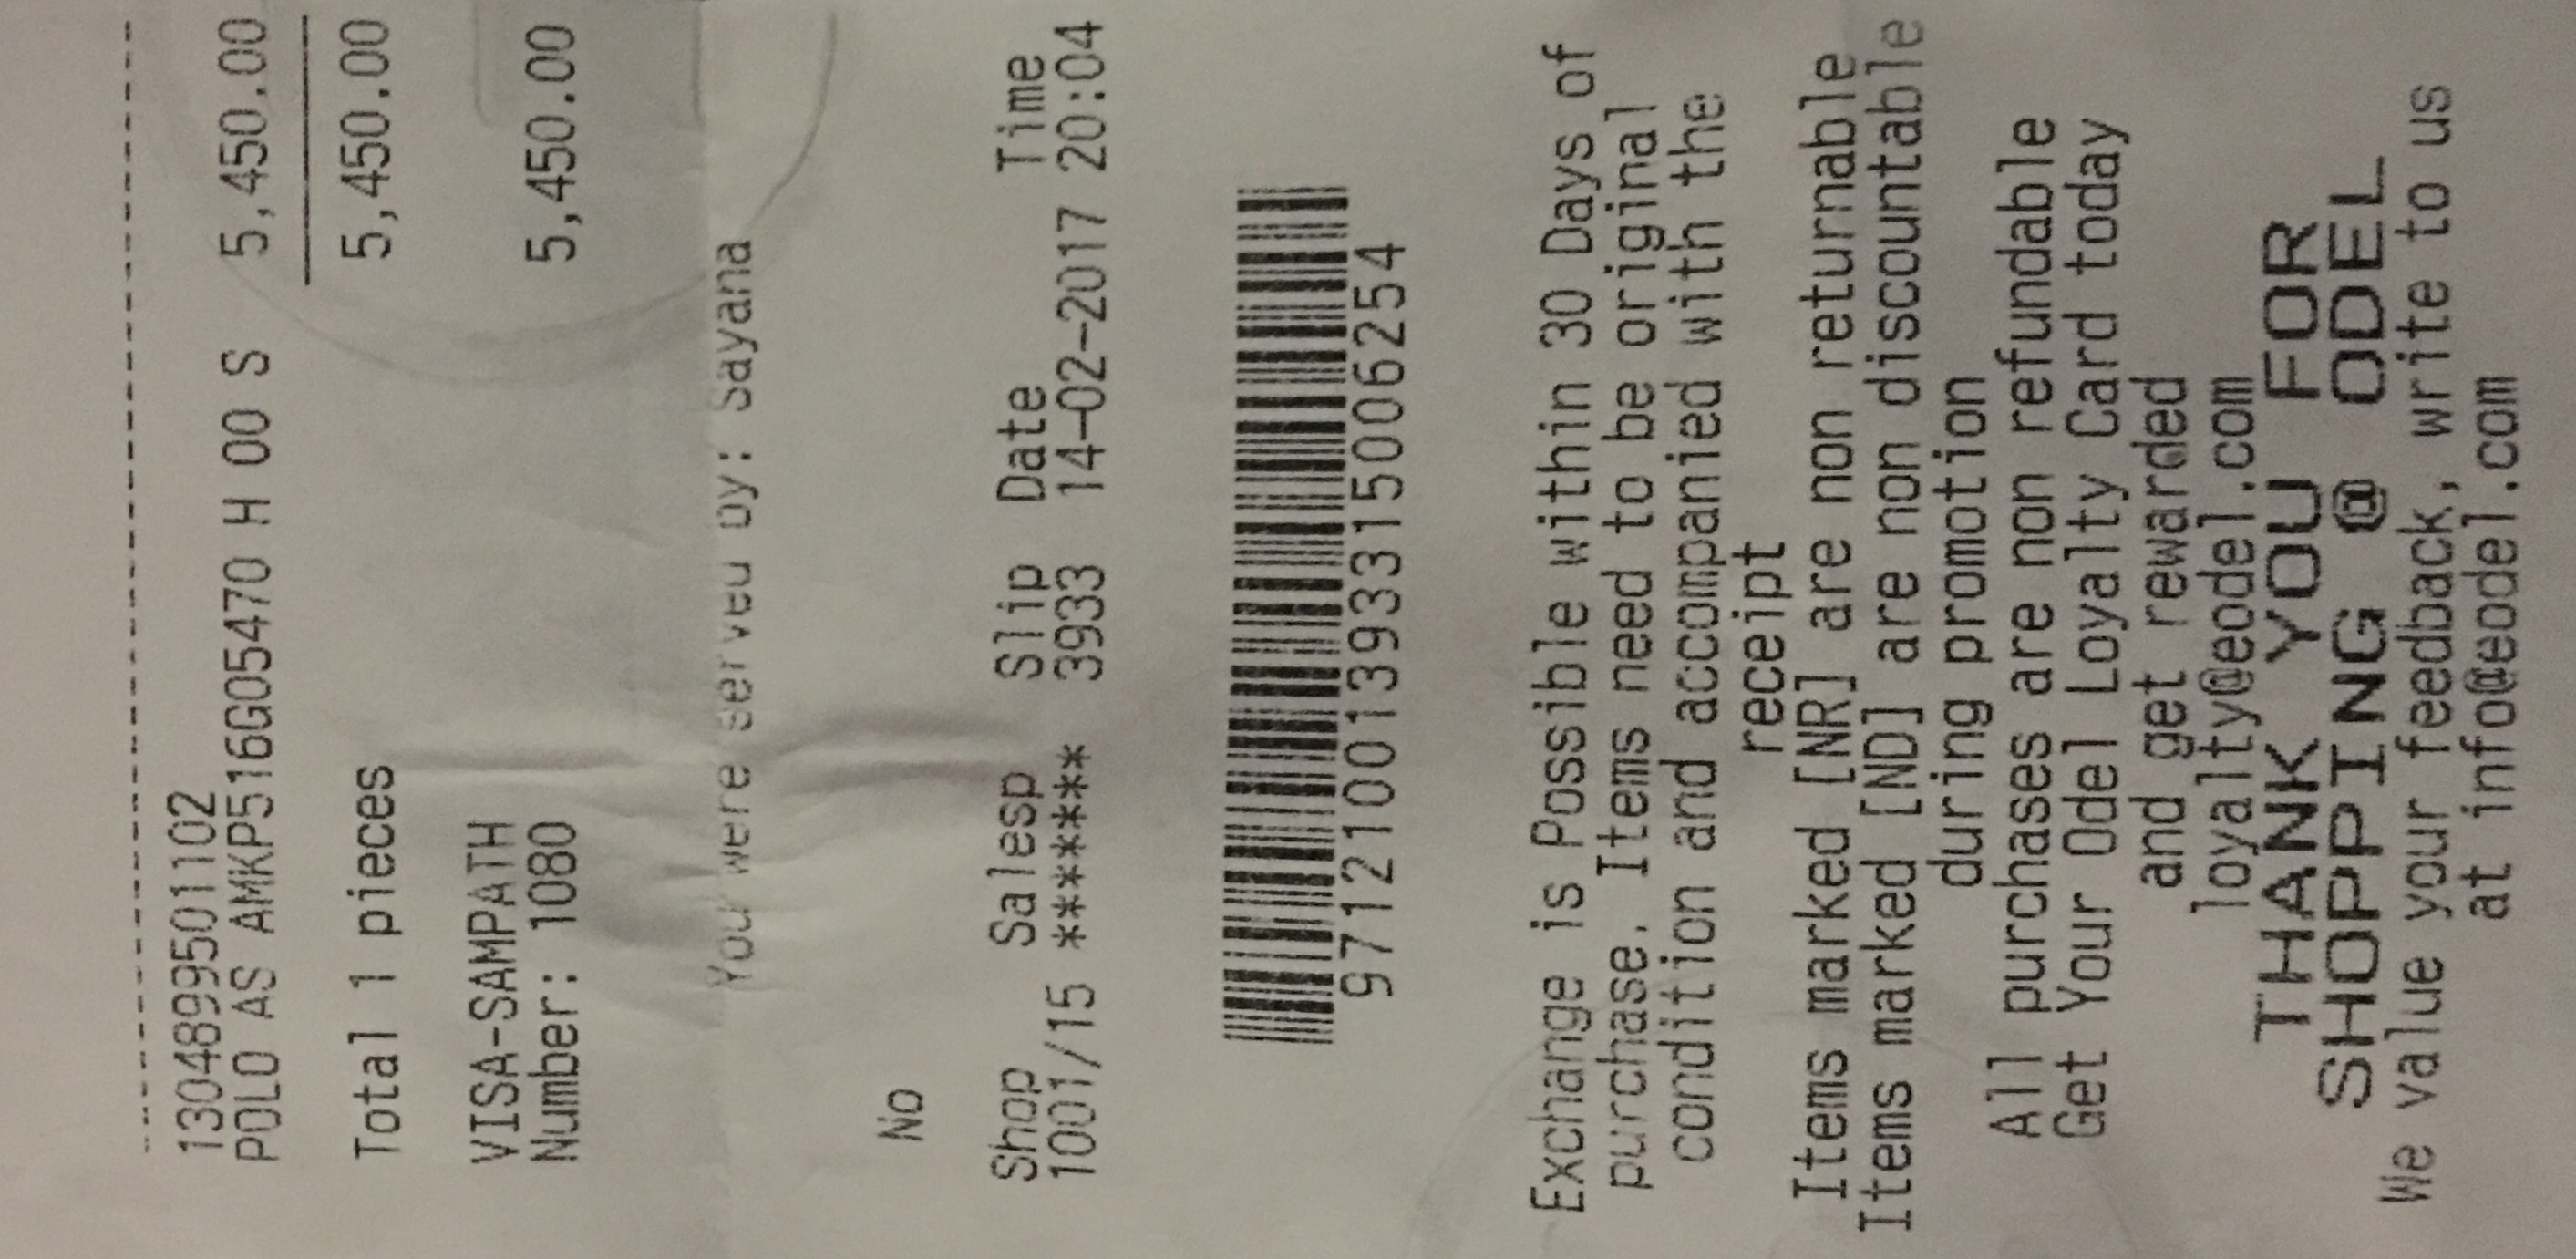 1304899501102
POLO AS AMKP516G05470 H 00 S 5,450.00
Total 1 pieces 5,450.00
VISA-SAMPATH
Number: 1080 5,450.00
You were served by: Sayana
No
Shop Salesp Slip Date Time
1001/15 ******* 3933 14-02-2017 20:04
97121001393315006254
Exchange is Possible within 30 Days of
purchase. Items need to be original
condition and accompanied with the
receipt
Items marked [NR] are non returnable
Items marked [ND] are non discountable
during promotion
All purchases are non refundable
Get Your Odel Loyalty Card today
and get rewarded
loyalty@eodel.com
THANK YOU FOR
SHOPPING @ ODEL
We value your feedback, write to us
at info@eodel.com